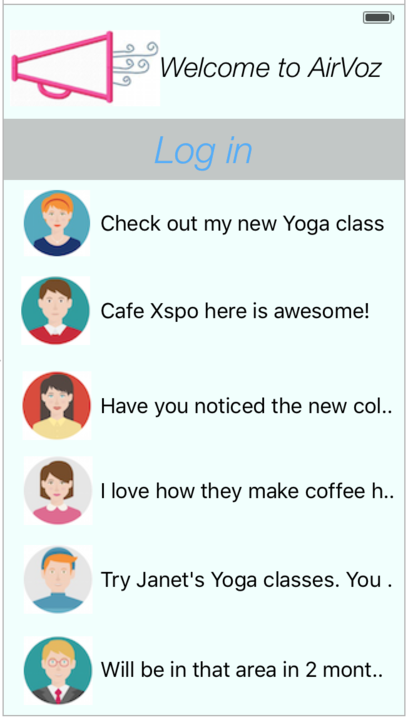 Welcome to AirVoz
Log in
Check out my new Yoga class
Cafe Xspo here is awesome!
Have you noticed the new col..
I love how they make coffee h..
Try Janet's Yoga classes. You .
Will be in that area in 2 mont..